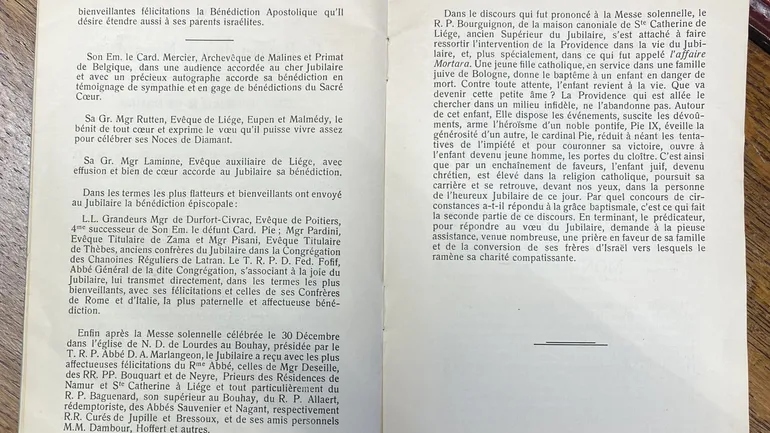 bienveillantes félicitations la Bénédiction Apostolique qu'Il
désire étendre aussi à ses parents israélites.
Son Em. le Card. Mercier, Archevêque de Malines et Primat
de Belgique, dans une audience accordée au cher Jubilaire
et avec un précieux autographe accorde sa bénédiction en
témoignage de sympathie et en gage de bénédictions du Sacré
Cœur.
Sa Gr. Mgr Rutten, Evêque de Liége, Eupen et Malmédy, le
bénit de tout cœur et exprime le vœu qu'il puisse vivre assez
pour célébrer ses Noces de Diamant.
Sa Gr. Mgr Laminne, Evêque auxiliaire de Liége, avec
effusion et bien de cœur accorde au Jubilaire sa bénédiction.
Dans les termes les plus flatteurs et bienveillants ont envoyé
au Jubilaire la bénédiction épiscopale :
L.L. Grandeurs Mgr de Durfort-Civrac, Evêque de Poitiers,
4me successeur de Son Em. le défunt Card. Pie ; Mgr Pardini,
Evêque Titulaire de Zama et Mgr Pisani, Evêque Titulaire
de Thèbes, anciens confrères du Jubilaire dans la Congrégation
des Chanoines Réguliers de Latran. Le T. R. P. D. Fed. Fofif,
Abbé Général de la dite Congrégation, s'associant à la joie du
Jubilaire, lui transmet directement, dans les termes les plus
bienveillants, avec ses félicitations et celles de ses Confrères
de Rome et d'Italie, la plus paternelle et affectueuse béné-
diction.
Enfin après la Messe solennelle célébrée le 30 Décembre
dans l'église de N. D. de Lourdes au Bouhay, présidée par le
T. R. P. Abbé D. A. Marlangeon, le Jubilaire a reçu avec les plus
affectueuses félicitations du Rme Abbé, celles de Mgr Deseille,
des RR. PP. Bouquart et de Neyre, Prieurs des Résidences de
Namur et Ste Catherine à Liége et tout particulièrement du
R. P. Baguenard, son supérieur au Bouhay, du R. P. Allaert,
rédemptoriste, des Abbés Sauvenier et Nagant, respectivement
R.R. Curés de Jupille et Bressoux, et de ses amis personnels
M.M. Dambour, Hoffert et autres.
Dans le discours qui fut prononcé à la Messe solennelle, le
R. P. Bourguignon, de la maison canoniale de Ste Catherine de
Liége, ancien Supérieur du Jubilaire, s'est attaché à faire
ressortir l'intervention de la Providence dans la vie du Jubi-
laire, et, plus spécialement, dans ce qui fut appelé l'affaire
Mortara. Une jeune fille catholique, en service dans une famille
juive de Bologne, donne le baptême à un enfant en danger de
mort. Contre toute attente, l'enfant revient à la vie. Que va
devenir cette petite âme ? La Providence qui est allée le
chercher dans un milieu infidèle, ne l'abandonne pas. Autour
de cet enfant, Elle dispose les événements, suscite les dévoû-
ments, arme l'héroïsme d'un noble pontife, Pie IX, éveille la
générosité d'un autre, le cardinal Pie, réduit à néant les ten-
tatives de l'impiété et pour couronner sa victoire, ouvre à
l'enfant devenu jeune homme, les portes du cloître. C'est ainsi
que par un enchaînement de faveurs, l'enfant juif, devenu
chrétien, est élevé dans la religion catholique, poursuit sa
carrière et se retrouve, devant nos yeux, dans la personne de
l'heureux Jubilaire de ce jour. Par quel concours de cir-
constances a-t-il répondu à la grâce baptismale, c'est ce qui fait
la seconde partie de ce discours. En terminant, le prédicateur,
pour répondre au vœu du Jubilaire, demande à la pieuse
assistance, venue nombreuse, une prière en faveur de sa famille
et de la conversion de ses frères d'Israël vers lesquels le
ramène sa charité compatissante.